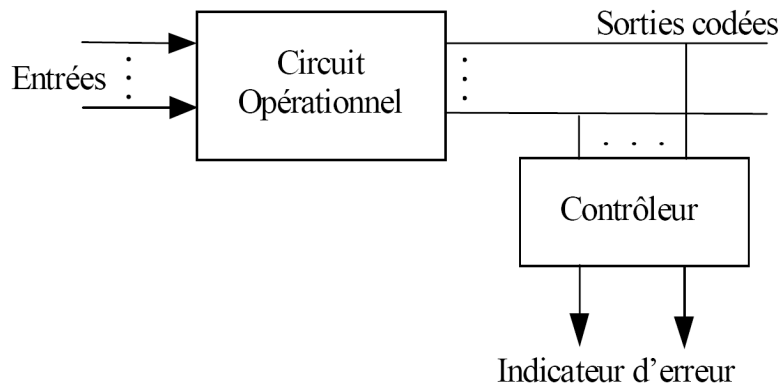 Sorties codées
Entrées
Circuit
Opérationnel
Contrôleur
Indicateur d'erreur